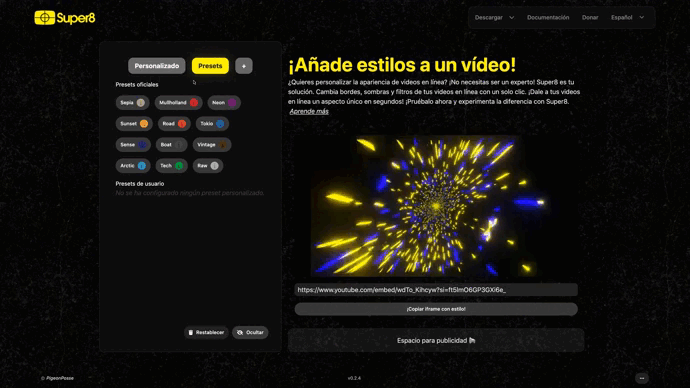 Super8
Descargar Documentación Donar Español
Personalizado Presets +
Presets oficiales
Sepia Mullholland Neon
Sunset Road Tokio
Sense Boat Vintage
Arctic Tech Raw
Presets de usuario
No se ha configurado ningún preset personalizado.
Restablecer Ocultar
¡Añade estilos a un vídeo!
¿Quieres personalizar la apariencia de videos en línea? ¡No necesitas ser un experto! Super8 es tu
solución. Cambia bordes, sombras y filtros de tus videos en línea con un solo clic. ¡Dale a tus videos
en línea un aspecto único en segundos! ¡Pruébalo ahora y experimenta la diferencia con Super8.
Aprende más
https://www.youtube.com/embed/wdTo_Kihcyw?si=ft5ImO6GP3GXi6e_
¡Copiar iframe con estilo!
Espacio para publicidad
© PigeonPosse
v0.2.4